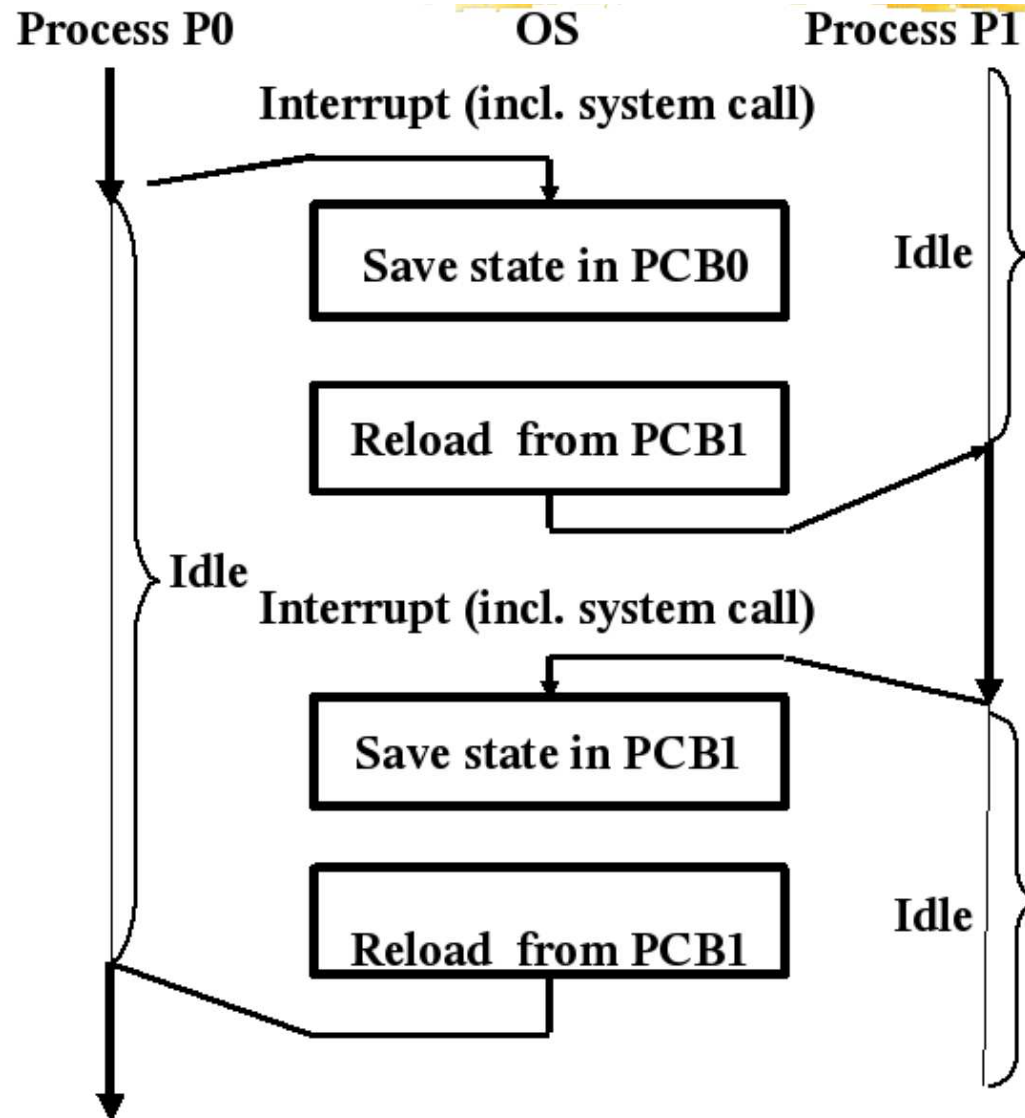 Process P0 OS Process P1
Interrupt (incl. system call)
Save state in PCB0
Idle
Reload from PCB1
Idle
Interrupt (incl. system call)
Save state in PCB1
Idle
Reload from PCB1